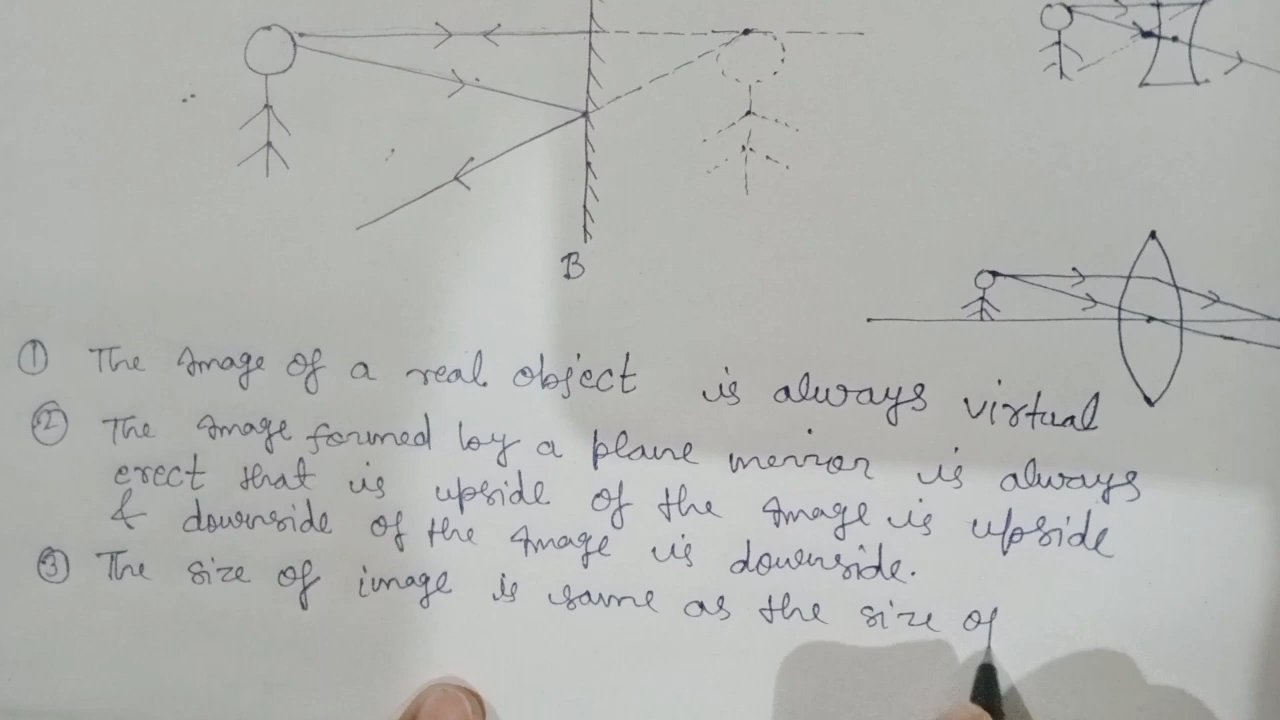 B
① The Image of a real object is always virtual
② The Image formed by a plane mirror is always
erect that is upside of the Image is upside
& downside of the Image is downside.
③ The size of image is same as the size of